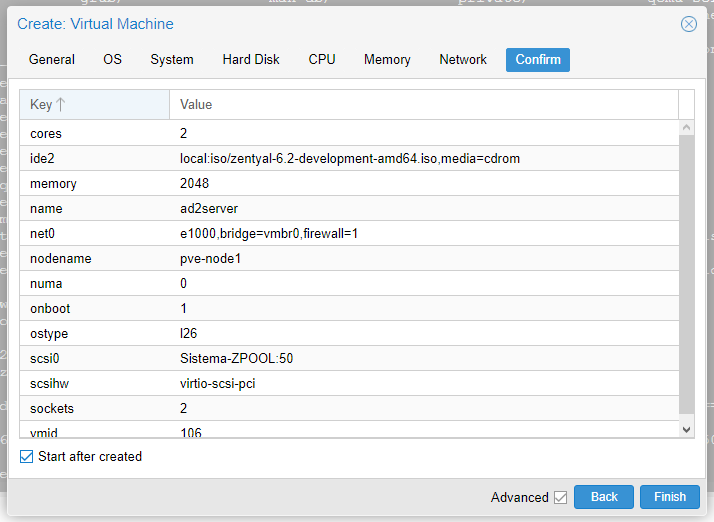 Create: Virtual Machine
General OS System Hard Disk CPU Memory Network Confirm
Key Value
cores 2
ide2 local:iso/zentyal-6.2-development-amd64.iso,media=cdrom
memory 2048
name ad2server
net0 e1000,bridge=vmbr0,firewall=1
nodename pve-node1
numa 0
onboot 1
ostype l26
scsi0 Sistema-ZPOOL:50
scsihw virtio-scsi-pci
sockets 2
vmid 106
Start after created
Advanced Back Finish